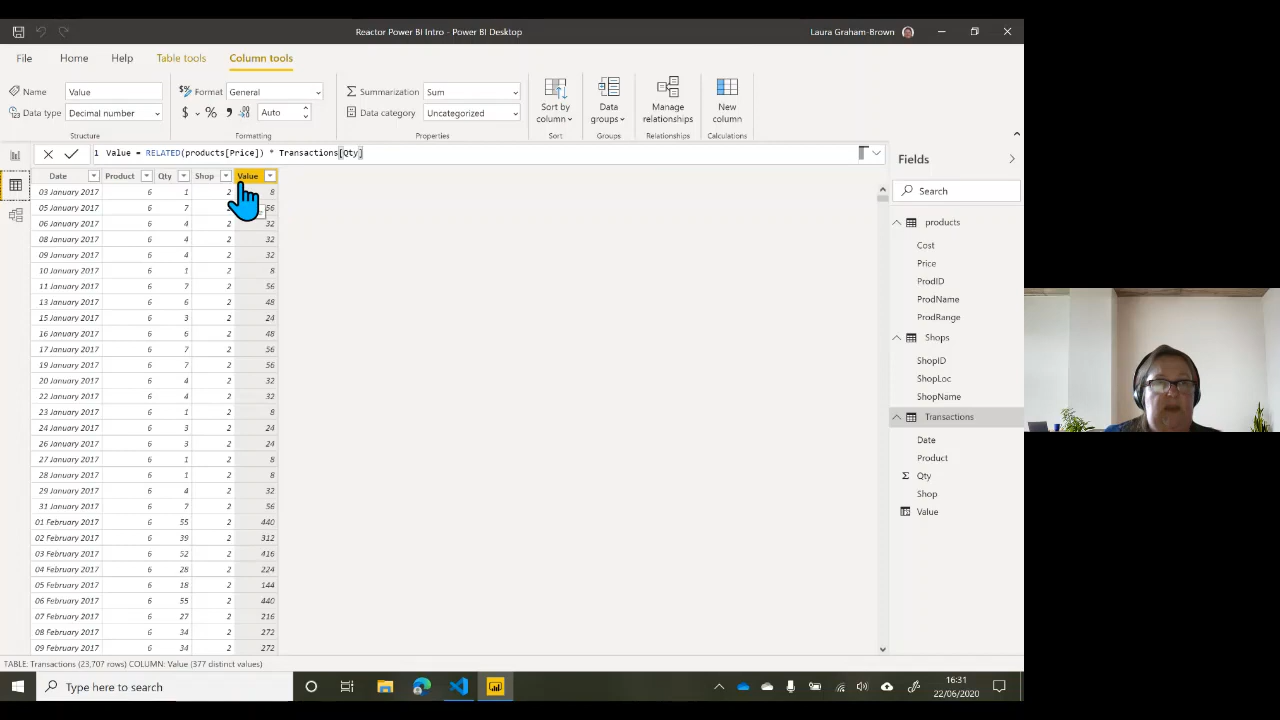 Reactor Power BI Intro - Power BI Desktop
Laura Graham-Brown
File Home Help Table tools Column tools
Name Value
Data type Decimal number
Structure
Format General
$ % 9 Auto
Formatting
Summarization Sum
Data category Uncategorized
Properties
Sort by column
Sort
Data groups
Groups
Manage relationships
Relationships
New column
Calculations
1 Value = RELATED(products[Price]) * Transactions[Qty]
Date Product Qty Shop Value
03 January 2017 6 1 2 8
05 January 2017 6 7 56
06 January 2017 6 4 2 32
08 January 2017 6 4 2 32
09 January 2017 6 4 2 32
10 January 2017 6 1 2 8
11 January 2017 6 7 2 56
13 January 2017 6 6 2 48
15 January 2017 6 3 2 24
16 January 2017 6 6 2 48
17 January 2017 6 7 2 56
19 January 2017 6 7 2 56
20 January 2017 6 4 2 32
22 January 2017 6 4 2 32
23 January 2017 6 1 2 8
24 January 2017 6 3 2 24
26 January 2017 6 3 2 24
27 January 2017 6 1 2 8
28 January 2017 6 1 2 8
29 January 2017 6 4 2 32
31 January 2017 6 7 2 56
01 February 2017 6 55 2 440
02 February 2017 6 39 2 312
03 February 2017 6 52 2 416
04 February 2017 6 28 2 224
05 February 2017 6 18 2 144
06 February 2017 6 55 2 440
07 February 2017 6 27 2 216
08 February 2017 6 34 2 272
09 February 2017 6 34 2 272
TABLE: Transactions (23,707 rows) COLUMN: Value (377 distinct values)
Fields
Search
products
Cost
Price
ProdID
ProdName
ProdRange
Shops
ShopID
ShopLoc
ShopName
Transactions
Date
Product
Σ Qty
Shop
Value
Type here to search
16:31
22/06/2020